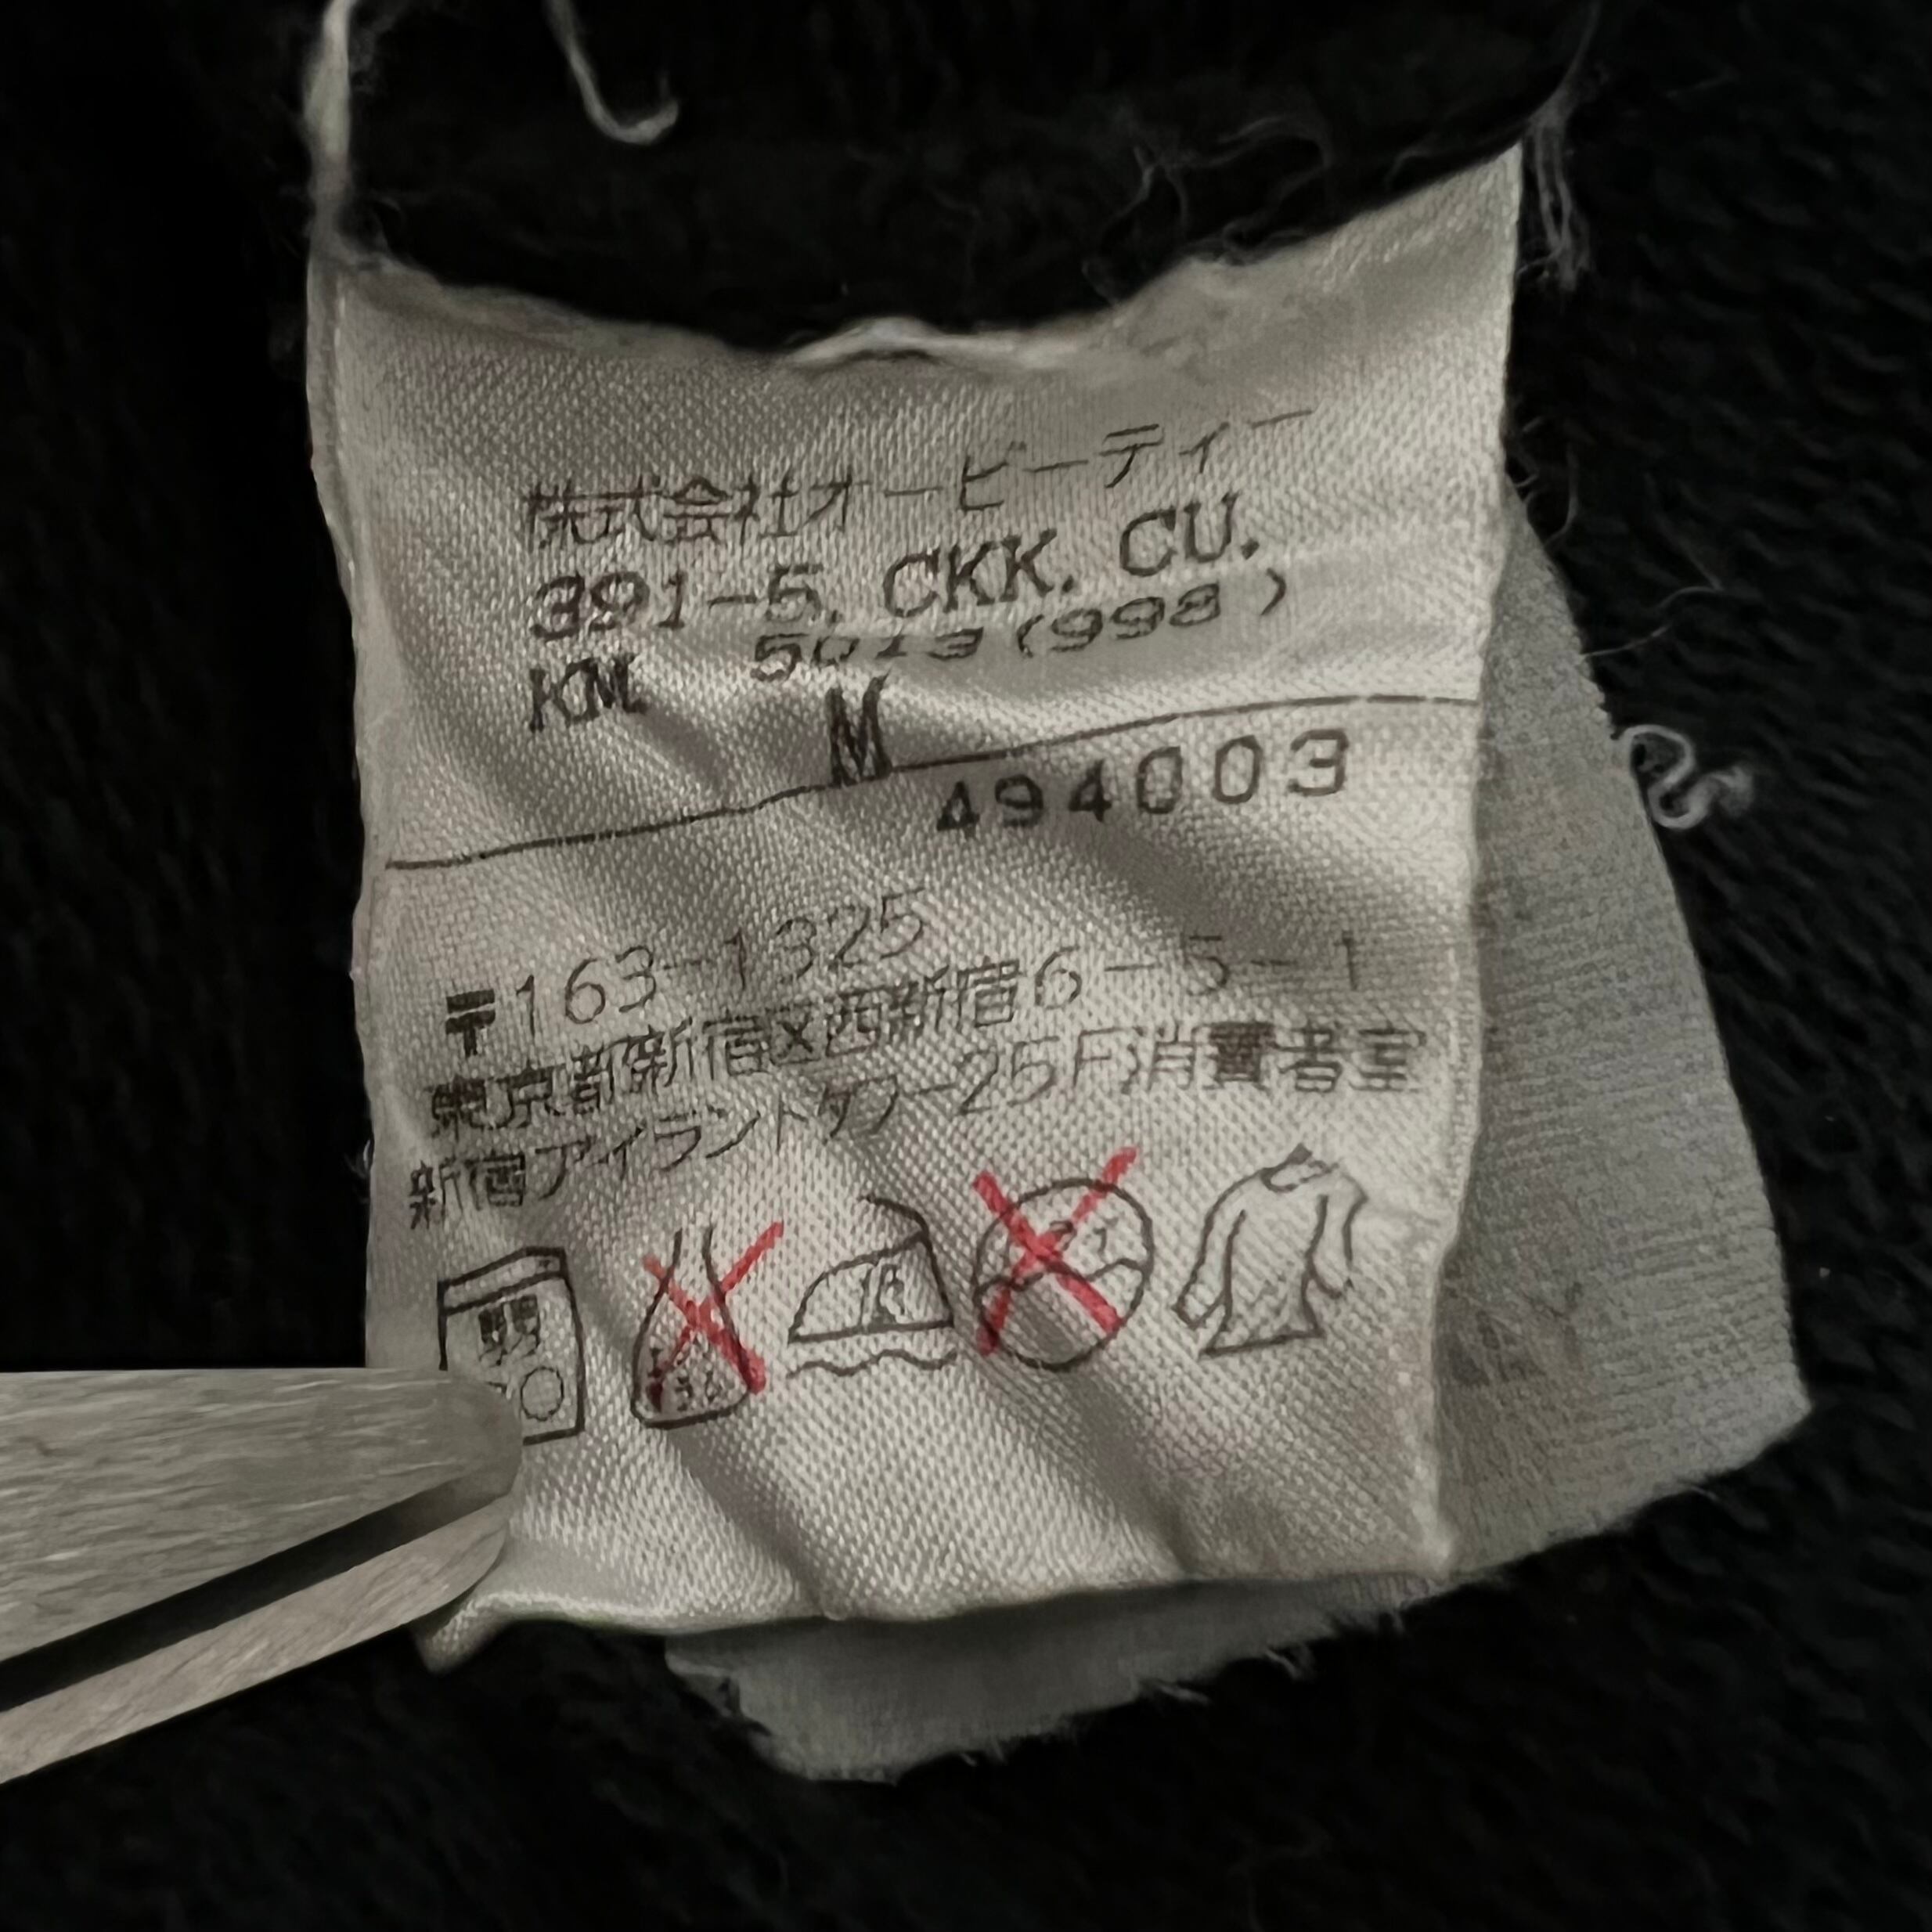 株式会社オービーティー
391-5. CKK. CU.
KM 5013(998 )
M
494003
〒163-1325
東京都新宿区西新宿6-5-1
新宿アイランドタワー25F消費者室
弱
中